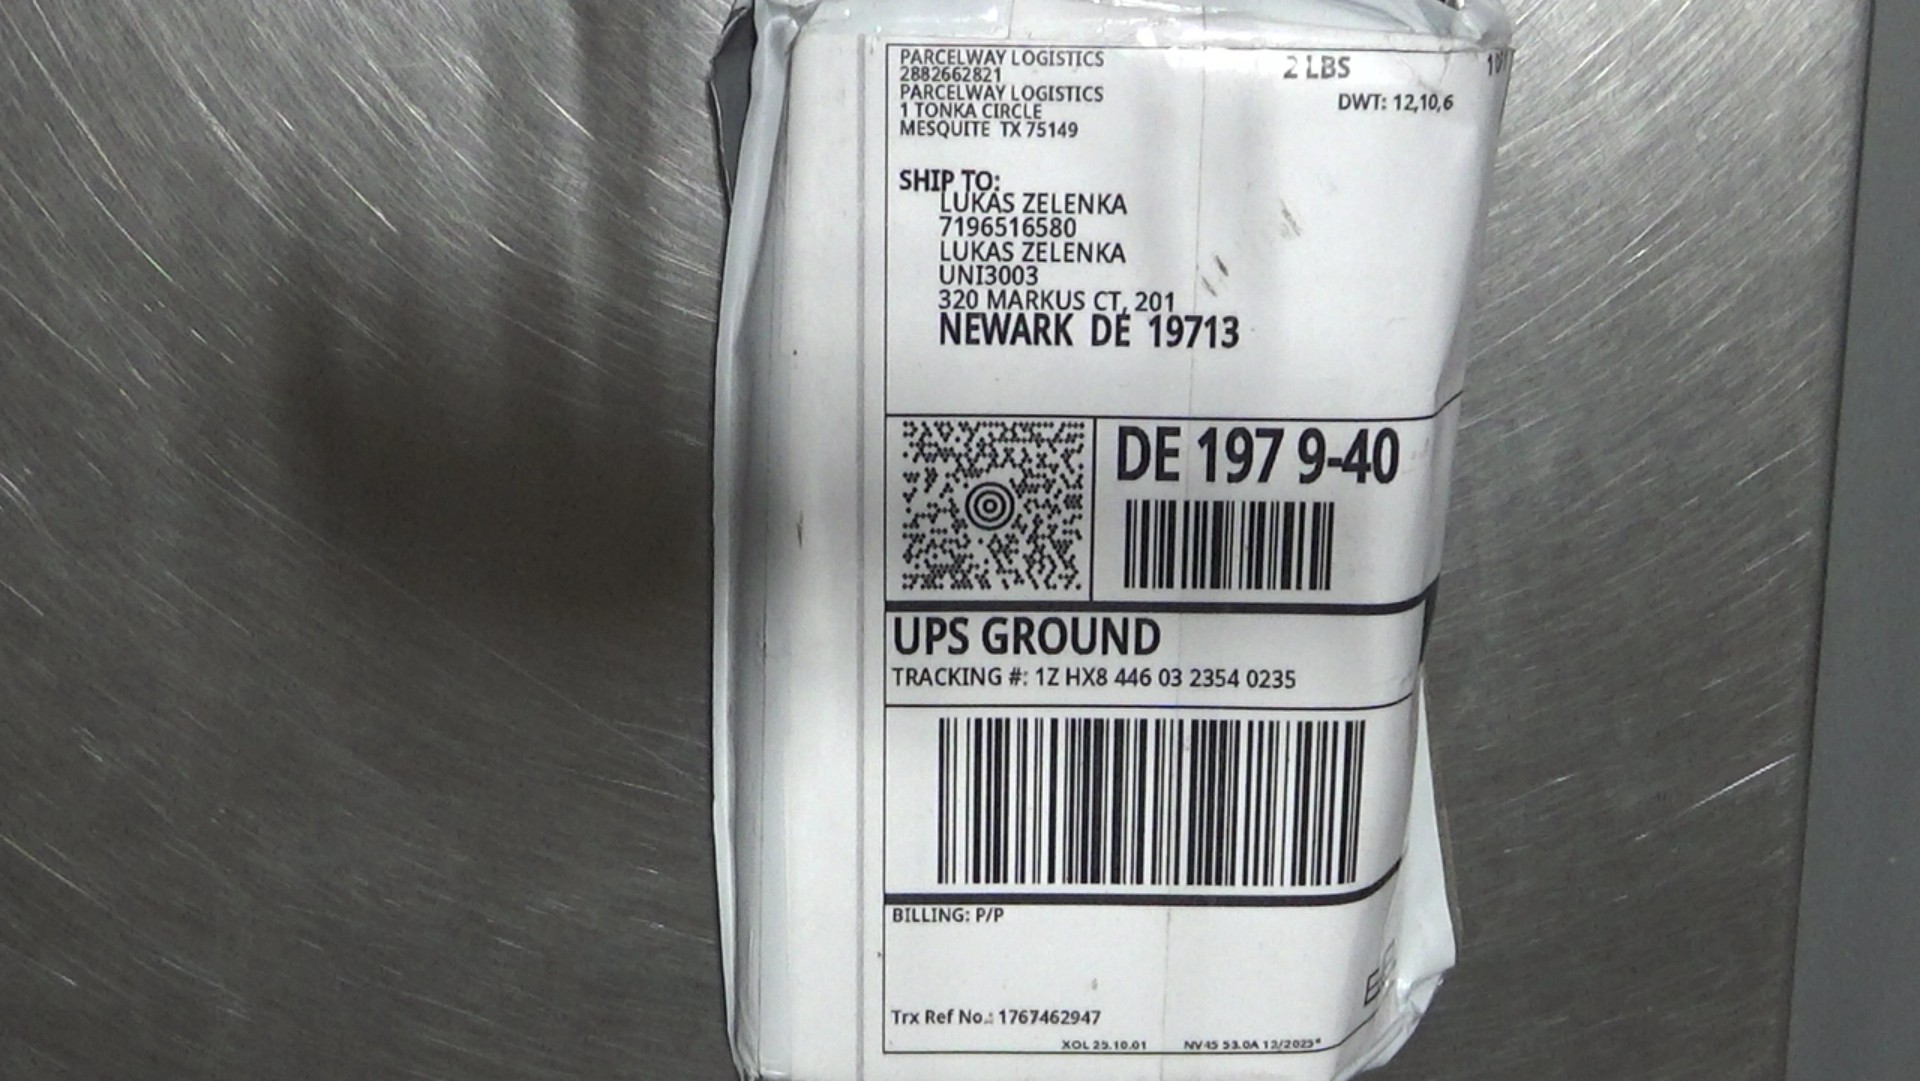 PARCELWAY LOGISTICS
2882662821
PARCELWAY LOGISTICS
1 TONKA CIRCLE
MESQUITE TX 75149
2 LBS
DWT: 12,10,6
SHIP TO:
LUKAS ZELENKA
7196516580
LUKAS ZELENKA
UNI3003
320 MARKUS CT, 201
NEWARK DE 19713
DE 197 9-40
UPS GROUND
TRACKING #: 1Z HX8 446 03 2354 0235
BILLING: P/P
Trx Ref No.: 1767462947
XOL 25.10.01 NV45 53.0A 12/2025*